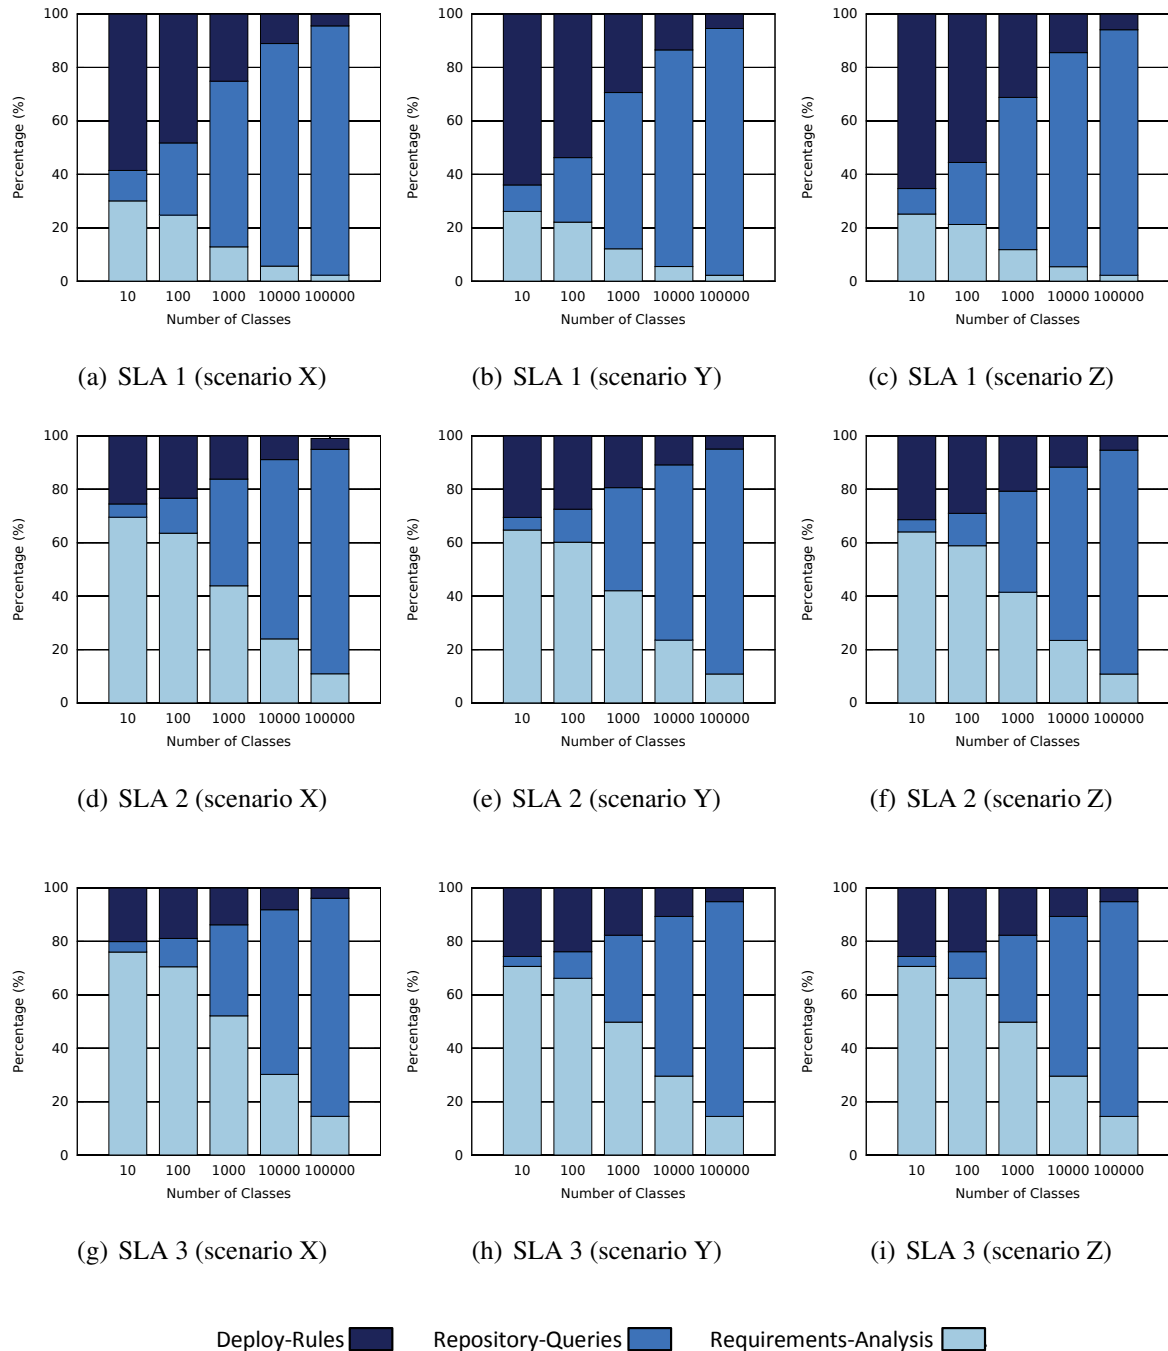 100 100 100
80 80 80
60 60 60
40 40 40
20 20 20
0 0 0
Percentage (%) Percentage (%) Percentage (%)
10 100 1000 10000 100000 10 100 1000 10000 100000 10 100 1000 10000 100000
Number of Classes Number of Classes Number of Classes
(a) SLA 1 (scenario X) (b) SLA 1 (scenario Y) (c) SLA 1 (scenario Z)
100 100 100
80 80 80
60 60 60
40 40 40
20 20 20
0 0 0
Percentage (%) Percentage (%) Percentage (%)
10 100 1000 10000 100000 10 100 1000 10000 100000 10 100 1000 10000 100000
Number of Classes Number of Classes Number of Classes
(d) SLA 2 (scenario X) (e) SLA 2 (scenario Y) (f) SLA 2 (scenario Z)
100 100 100
80 80 80
60 60 60
40 40 40
20 20 20
0 0 0
Percentage (%) Percentage (%) Percentage (%)
10 100 1000 10000 100000 10 100 1000 10000 100000 10 100 1000 10000 100000
Number of Classes Number of Classes Number of Classes
(g) SLA 3 (scenario X) (h) SLA 3 (scenario Y) (i) SLA 3 (scenario Z)
Deploy-Rules Repository-Queries Requirements-Analysis